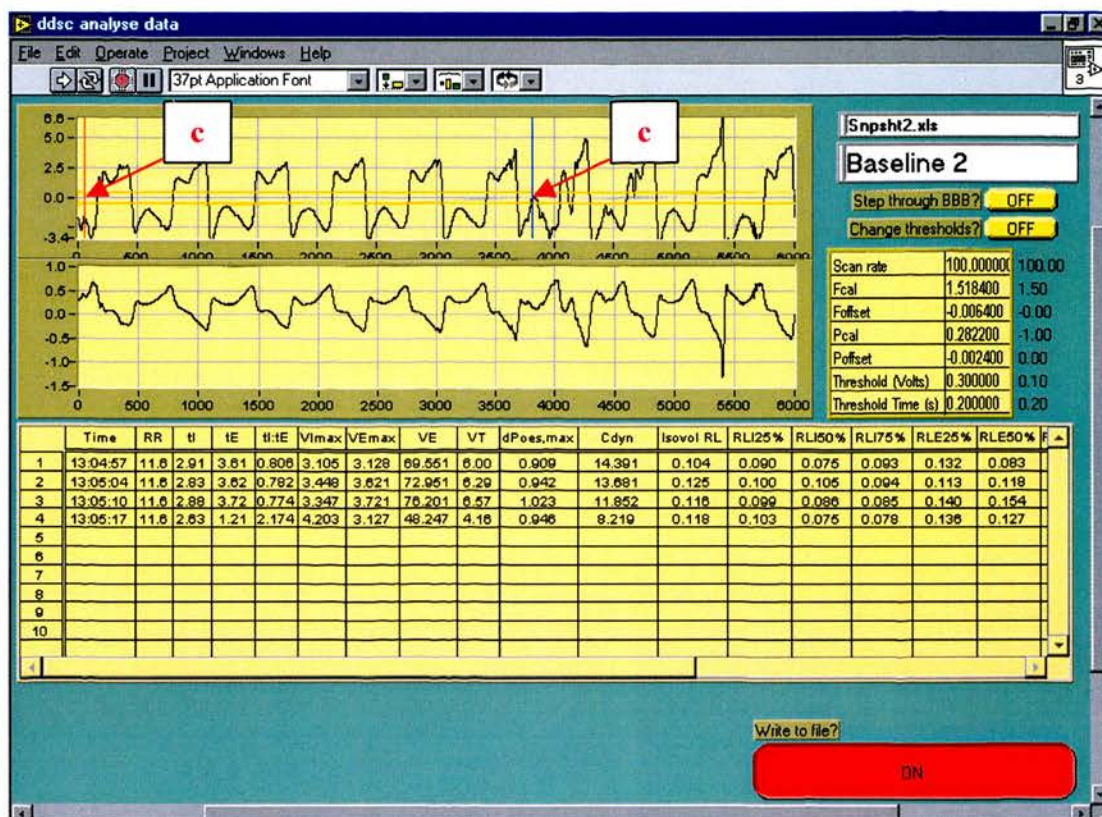 ddsc analyse data
File Edit Operate Project Windows Help
37pt Application Font
3
c
c
6.6
5.0
2.5
0.0
-3.4
0 500 1000 1500 2000 2500 3000 3500 4000 4500 5000 5500 6000
1.0
0.5
0.0
-0.5
-1.0
-1.5
0 500 1000 1500 2000 2500 3000 3500 4000 4500 5000 5500 6000
Snpsht2.xls
Baseline 2
Step through BBB? OFF
Change thresholds? OFF
Scan rate 100.00000 100.00
Fcal 1.518400 1.50
Foffset -0.006400 -0.00
Pcal 0.282200 -1.00
Poffset -0.002400 0.00
Threshold (Volts) 0.300000 0.10
Threshold Time (s) 0.200000 0.20
Time RR tI tE tI:tE VImax VEmax VE VT dPoes,max Cdyn Isovol RL RLI25% RLI50% RLI75% RLE25% RLE50% F
1 13:04:57 11.6 2.91 3.61 0.806 3.105 3.128 69.551 6.00 0.909 14.391 0.104 0.090 0.075 0.093 0.132 0.083
2 13:05:04 11.6 2.83 3.62 0.782 3.448 3.621 72.951 6.29 0.942 13.681 0.125 0.100 0.105 0.094 0.113 0.118
3 13:05:10 11.6 2.88 3.72 0.774 3.347 3.721 76.201 6.57 1.023 11.852 0.116 0.099 0.086 0.085 0.140 0.154
4 13:05:17 11.6 2.63 1.21 2.174 4.203 3.127 48.247 4.16 0.946 8.219 0.118 0.103 0.075 0.078 0.136 0.127
5
6
7
8
9
10
Write to file?
ON